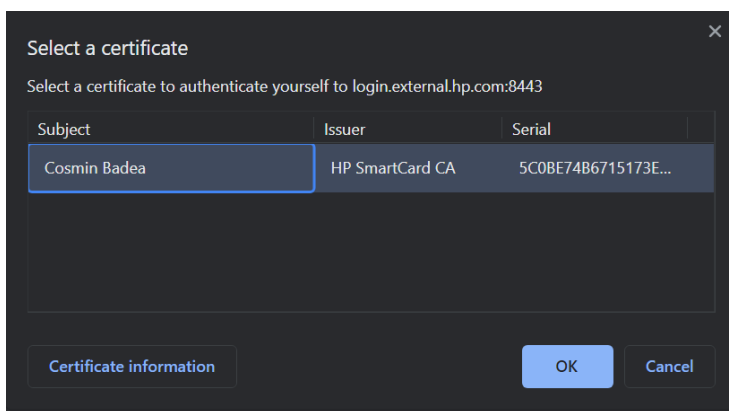 Select a certificate
Select a certificate to authenticate yourself to login.external.hp.com:8443
Subject Issuer Serial
Cosmin Badea HP SmartCard CA 5C0BE74B6715173E...
Certificate information OK Cancel